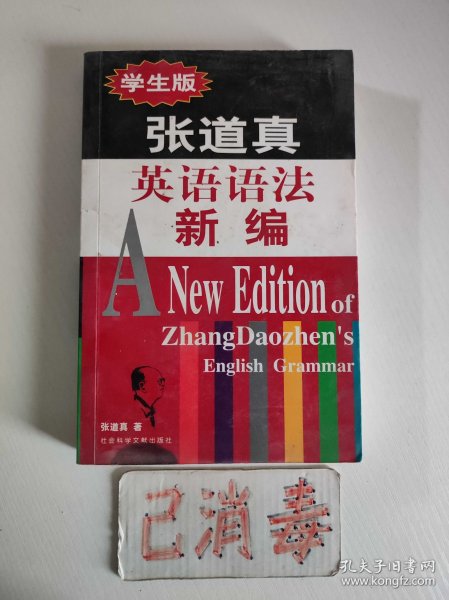 学生版
张道真
英语语法
新编
A New Edition of
ZhangDaozhen's
English Grammar
张道真 著
社会科学文献出版社
已消毒
孔夫子旧书网
www.kongfz.com